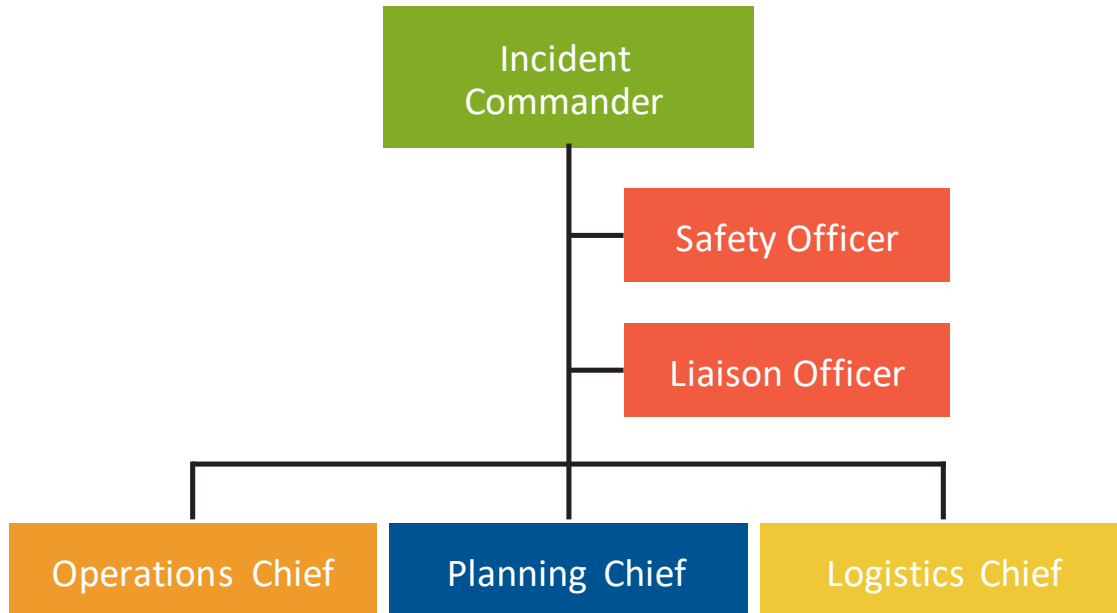 Incident
Commander
Safety Officer
Liaison Officer
Operations Chief
Planning Chief
Logistics Chief